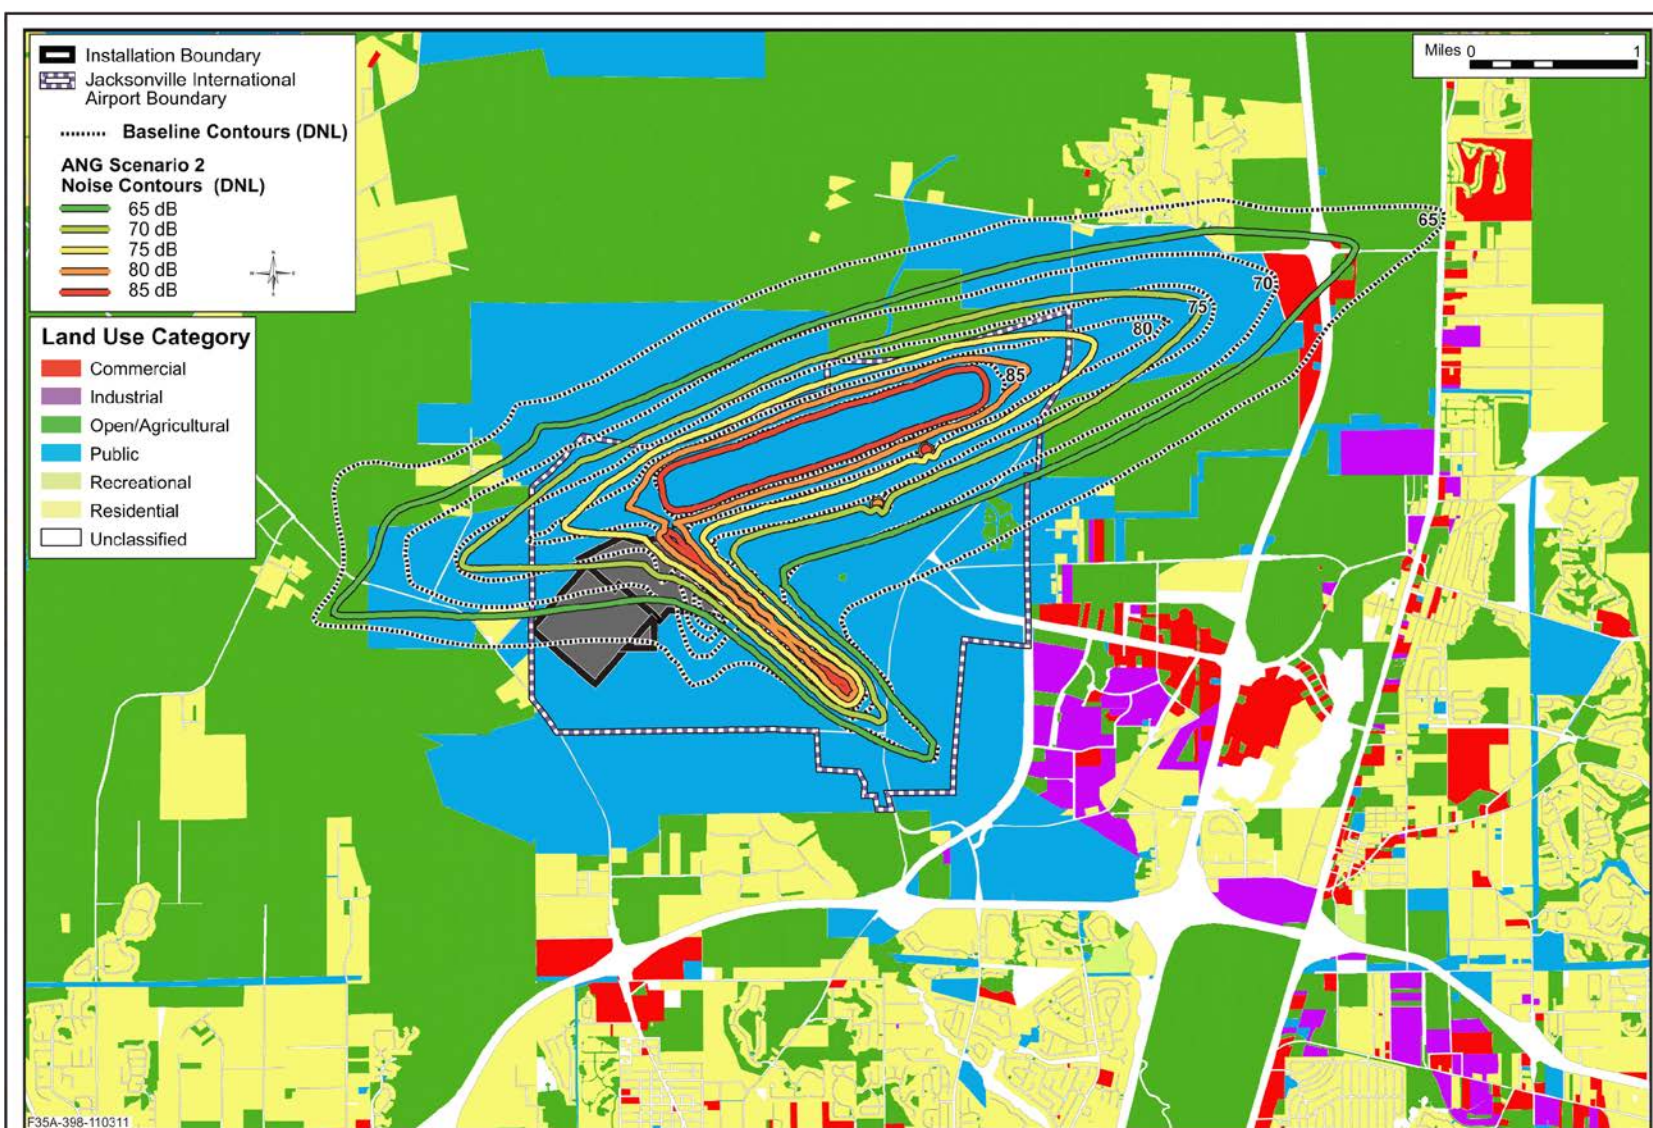 Installation Boundary
Jacksonville International
Airport Boundary
Baseline Contours (DNL)
ANG Scenario 2
Noise Contours (DNL)
65 dB
70 dB
75 dB
80 dB
85 dB
Land Use Category
Commercial
Industrial
Open/Agricultural
Public
Recreational
Residential
Unclassified
Miles 0 1
65
70
75
80
85
F35A-398-110311